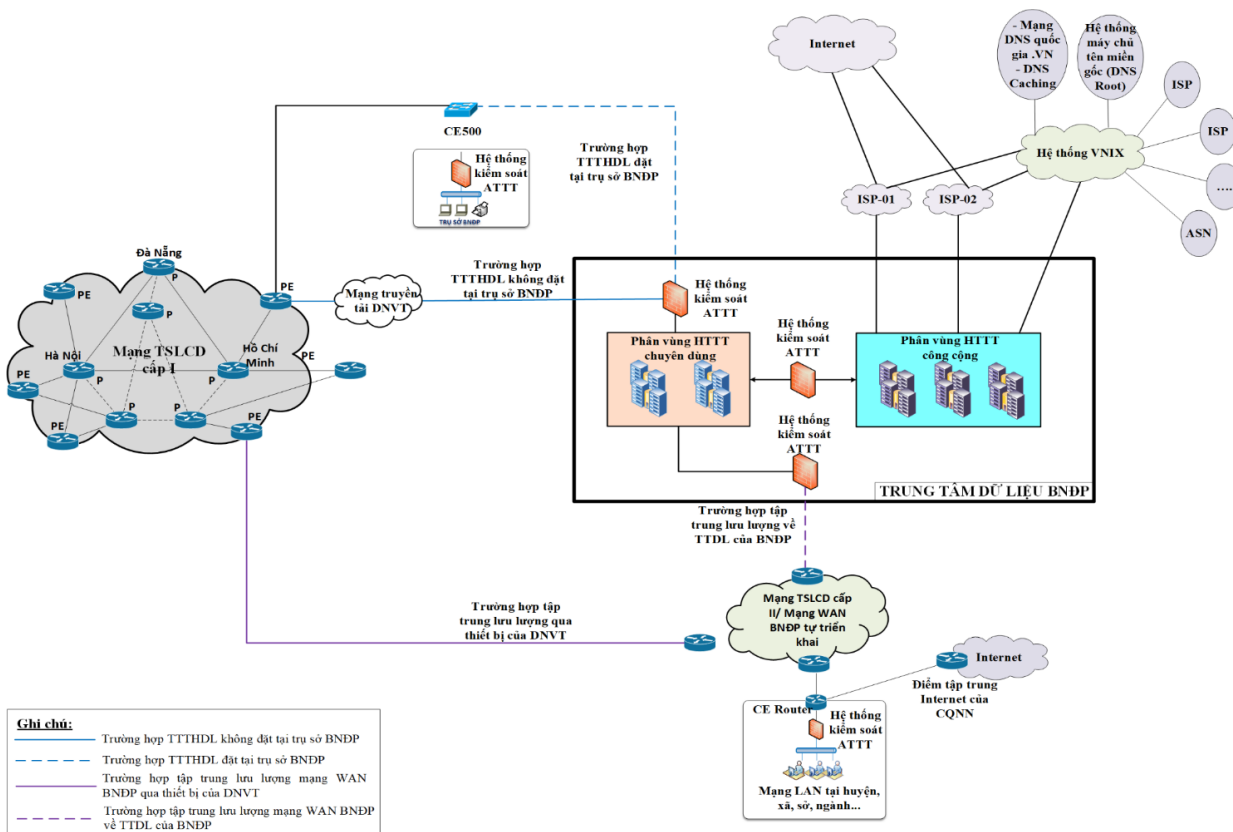 Internet
- Mạng
DNS quốc
gia .VN
- DNS
Caching
Hệ thống
máy chủ
tên miền
gốc (DNS
Root)
ISP
ISP
.....
ASN
Hệ thống VNIX
ISP-01
ISP-02
CE500
Hệ thống
kiểm soát
ATTT
TRỤ SỞ BNĐP
Trường hợp
TTTHDL đặt
tại trụ sở BNĐP
Trường hợp
TTTHDL không đặt
tại trụ sở BNĐP
Mạng truyền
tải DNVT
Đà Nẵng
P
PE
PE
P
Hà Nội
Mạng TSLCD
cấp I
Hồ Chí
Minh
PE
P
P
PE
P
P
PE
PE
Hệ thống
kiểm soát
ATTT
Phân vùng HTTT
chuyên dùng
Hệ thống
kiểm soát
ATTT
Phân vùng HTTT
công cộng
Hệ thống
kiểm soát
ATTT
TRUNG TÂM DỮ LIỆU BNĐP
Trường hợp tập
trung lưu lượng về
TTDL của BNĐP
Trường hợp tập
trung lưu lượng qua
thiết bị của DNVT
Mạng TSLCD cấp
II/ Mạng WAN
BNĐP tự triển
khai
Internet
Điểm tập trung
Internet của
CQNN
CE Router
Hệ thống
kiểm soát
ATTT
Mạng LAN tại huyện,
xã, sở, ngành...
Ghi chú:
Trường hợp TTTHDL không đặt tại trụ sở BNĐP
Trường hợp TTTHDL đặt tại trụ sở BNĐP
Trường hợp tập trung lưu lượng mạng WAN
BNĐP qua thiết bị của DNVT
Trường hợp tập trung lưu lượng mạng WAN BNĐP
về TTDL của BNĐP